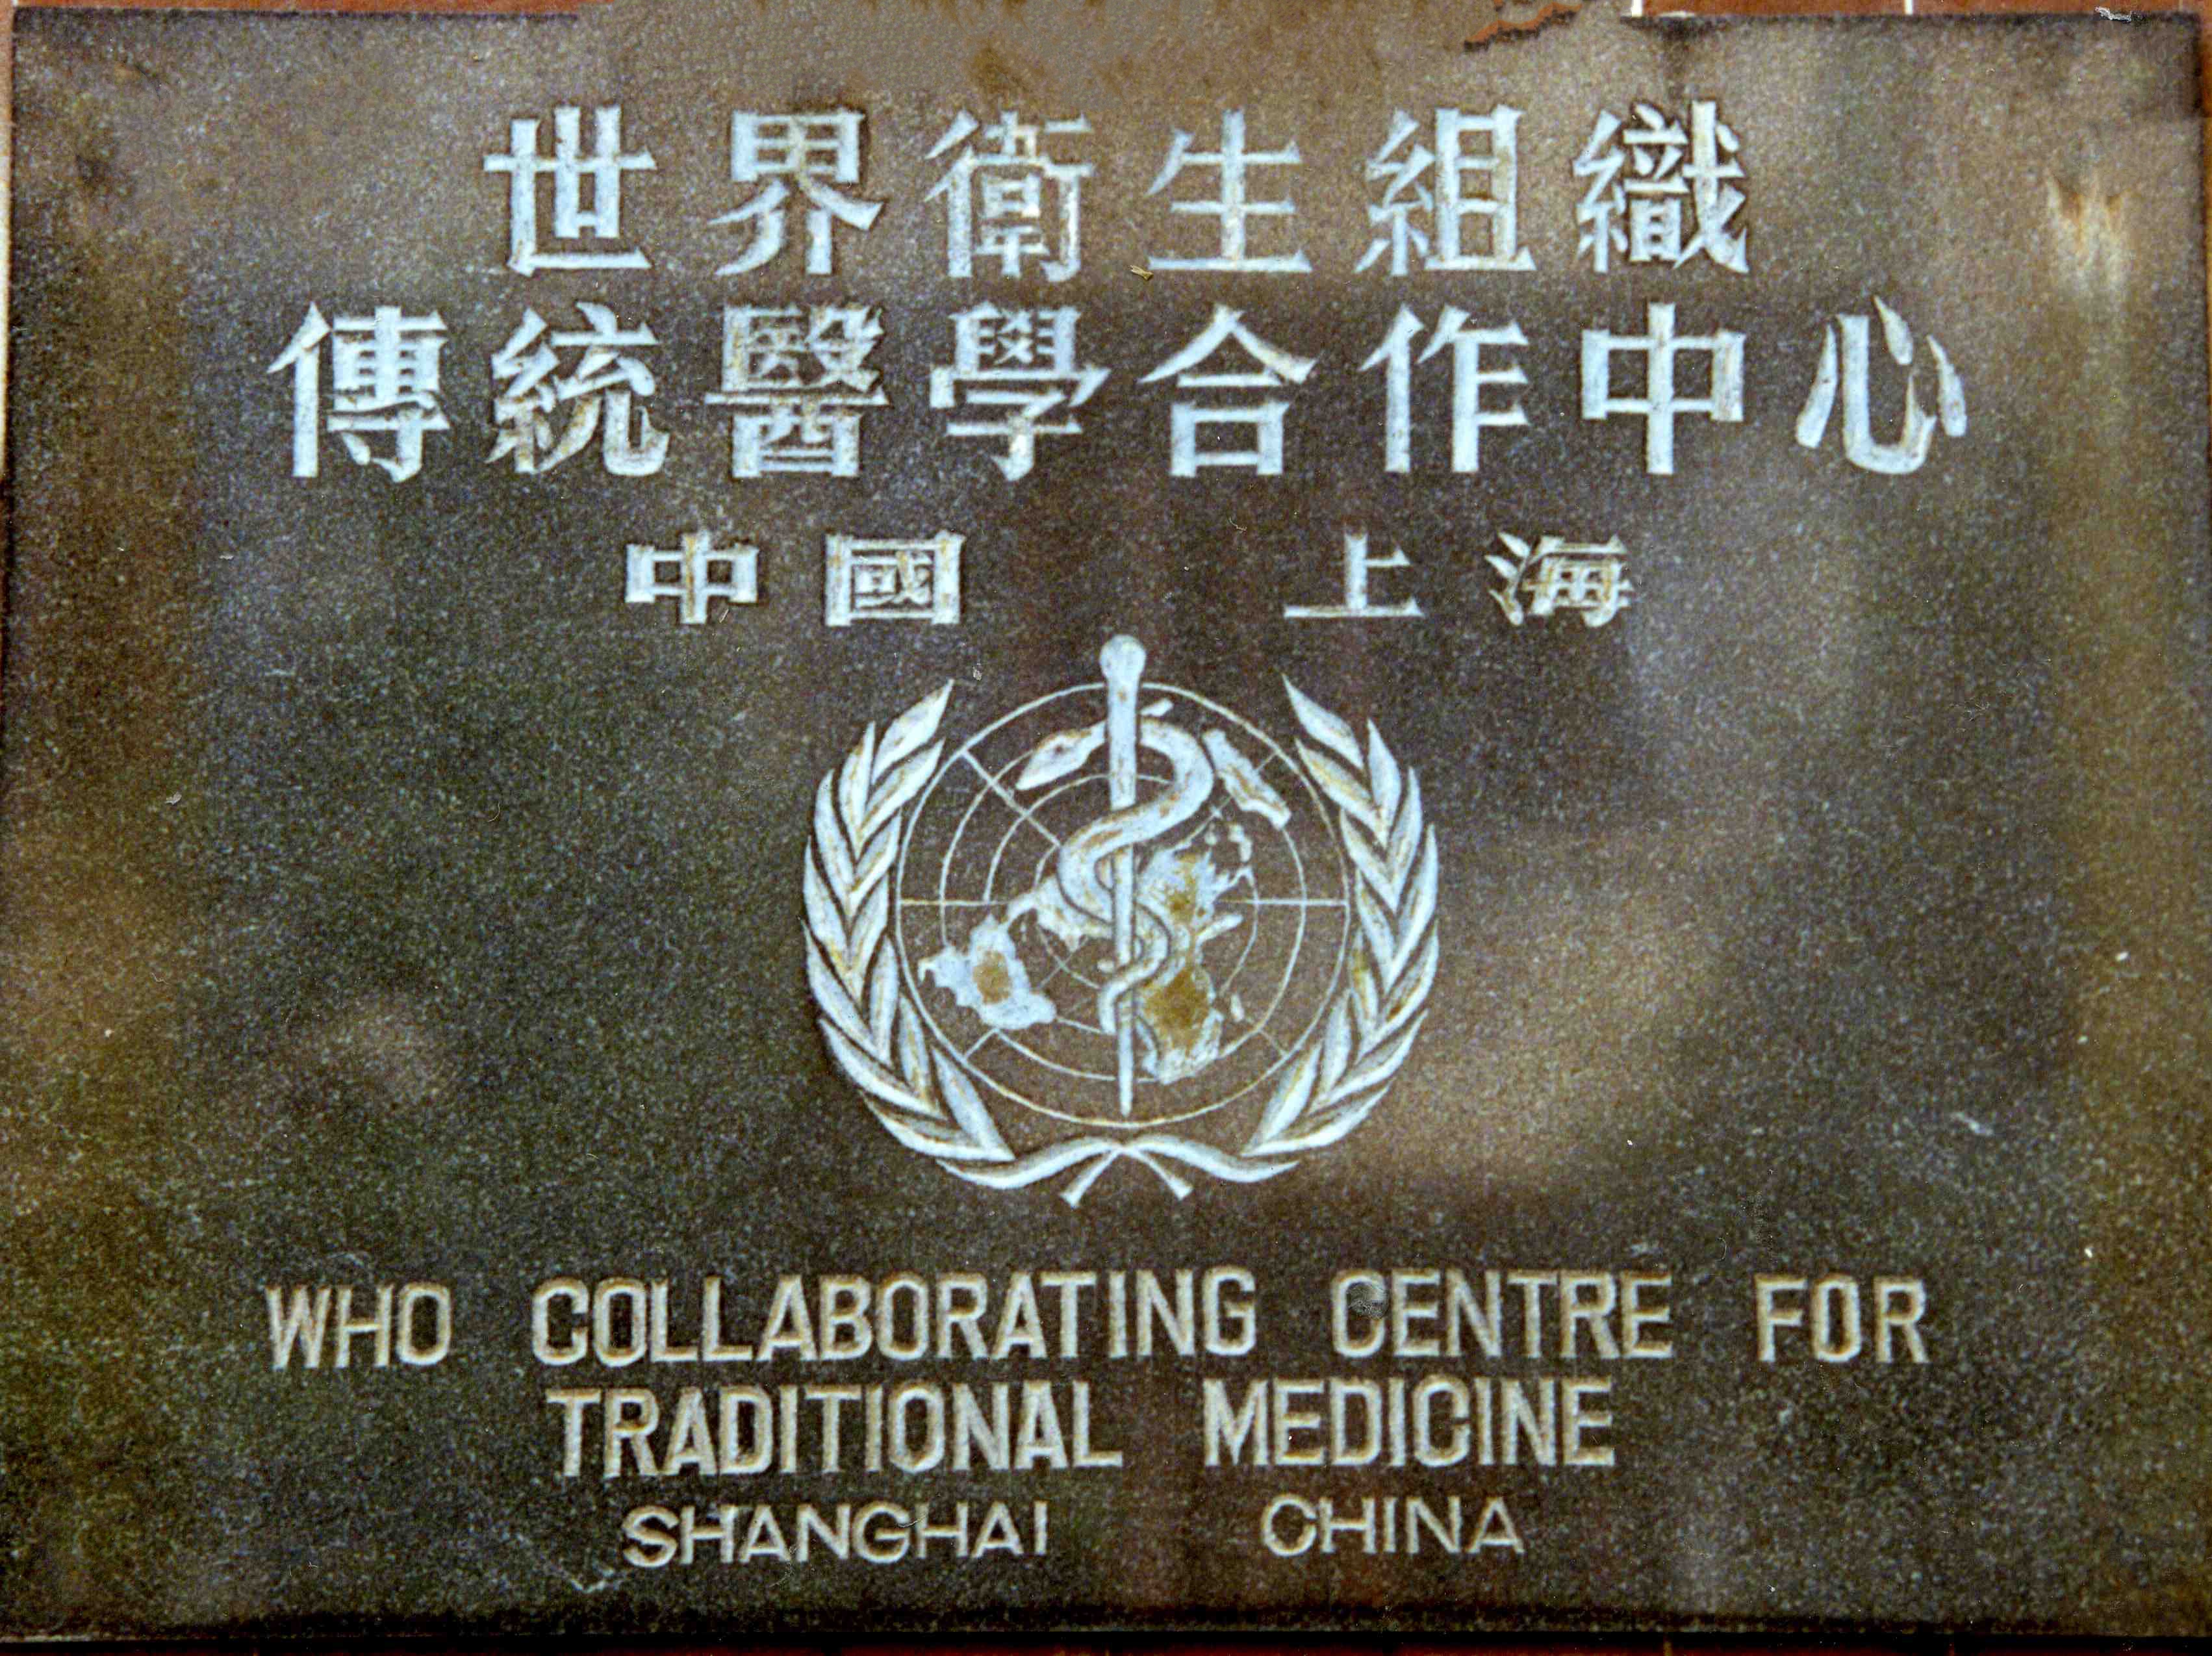 世界衛生組織
傳統醫學合作中心
中國 上海
WHO COLLABORATING CENTRE FOR
TRADITIONAL MEDICINE
SHANGHAI CHINA